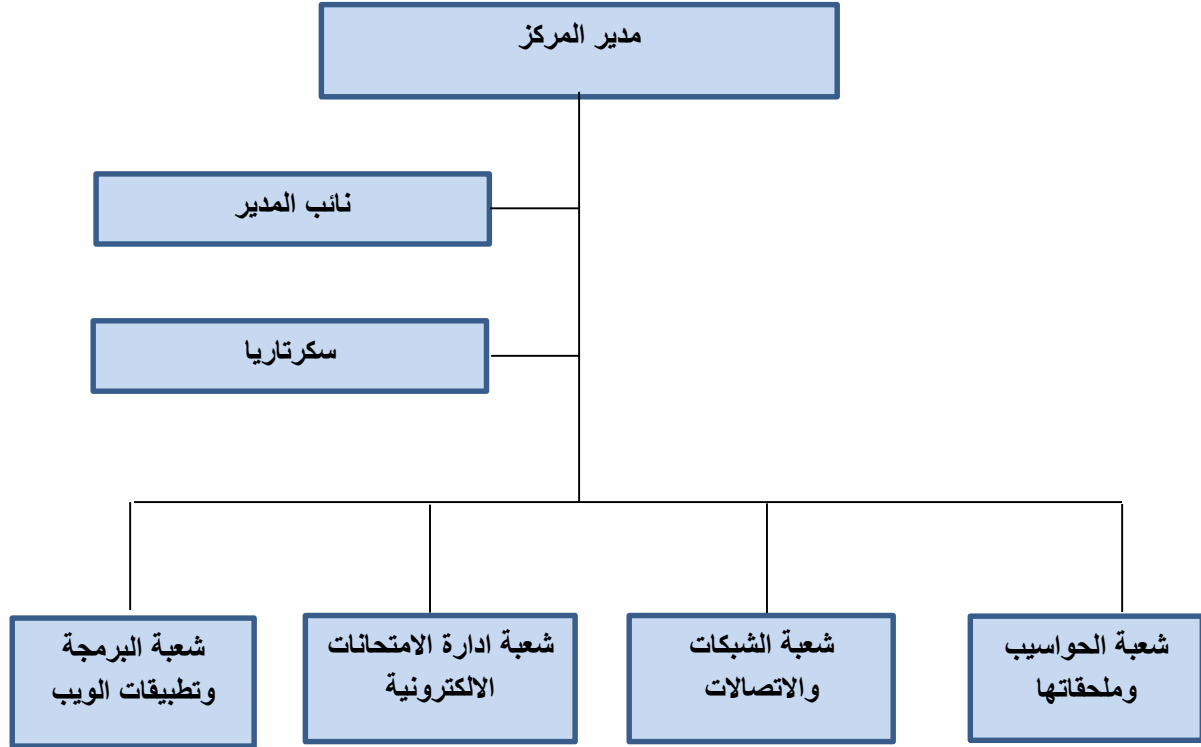 مدير المركز
نائب المدير
سكرتاريا
شعبة الحواسيب
وملحقاتها
شعبة الشبكات
والاتصالات
شعبة ادارة الامتحانات
الالكترونية
شعبة البرمجة
وتطبيقات الويب